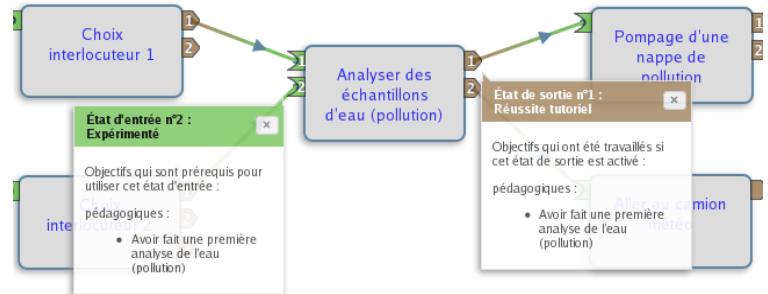 Choix
interlocuteur 1
1
2
1
2
Analyser des
échantillons
d'eau (pollution)
1
2
Pompage d'une
nappe de
pollution
1
2
État d'entrée n°2 :
Expérimenté
×
Objectifs qui sont prérequis pour
utiliser cet état d'entrée :
pédagogiques :
• Avoir fait une première
analyse de l'eau
(pollution)
Choix
interlocuteur 2
État de sortie n°1 :
Réussite tutoriel
×
Objectifs qui ont été travaillés si
cet état de sortie est activé :
pédagogiques :
• Avoir fait une première
analyse de l'eau
(pollution)
Aller au camion
météo